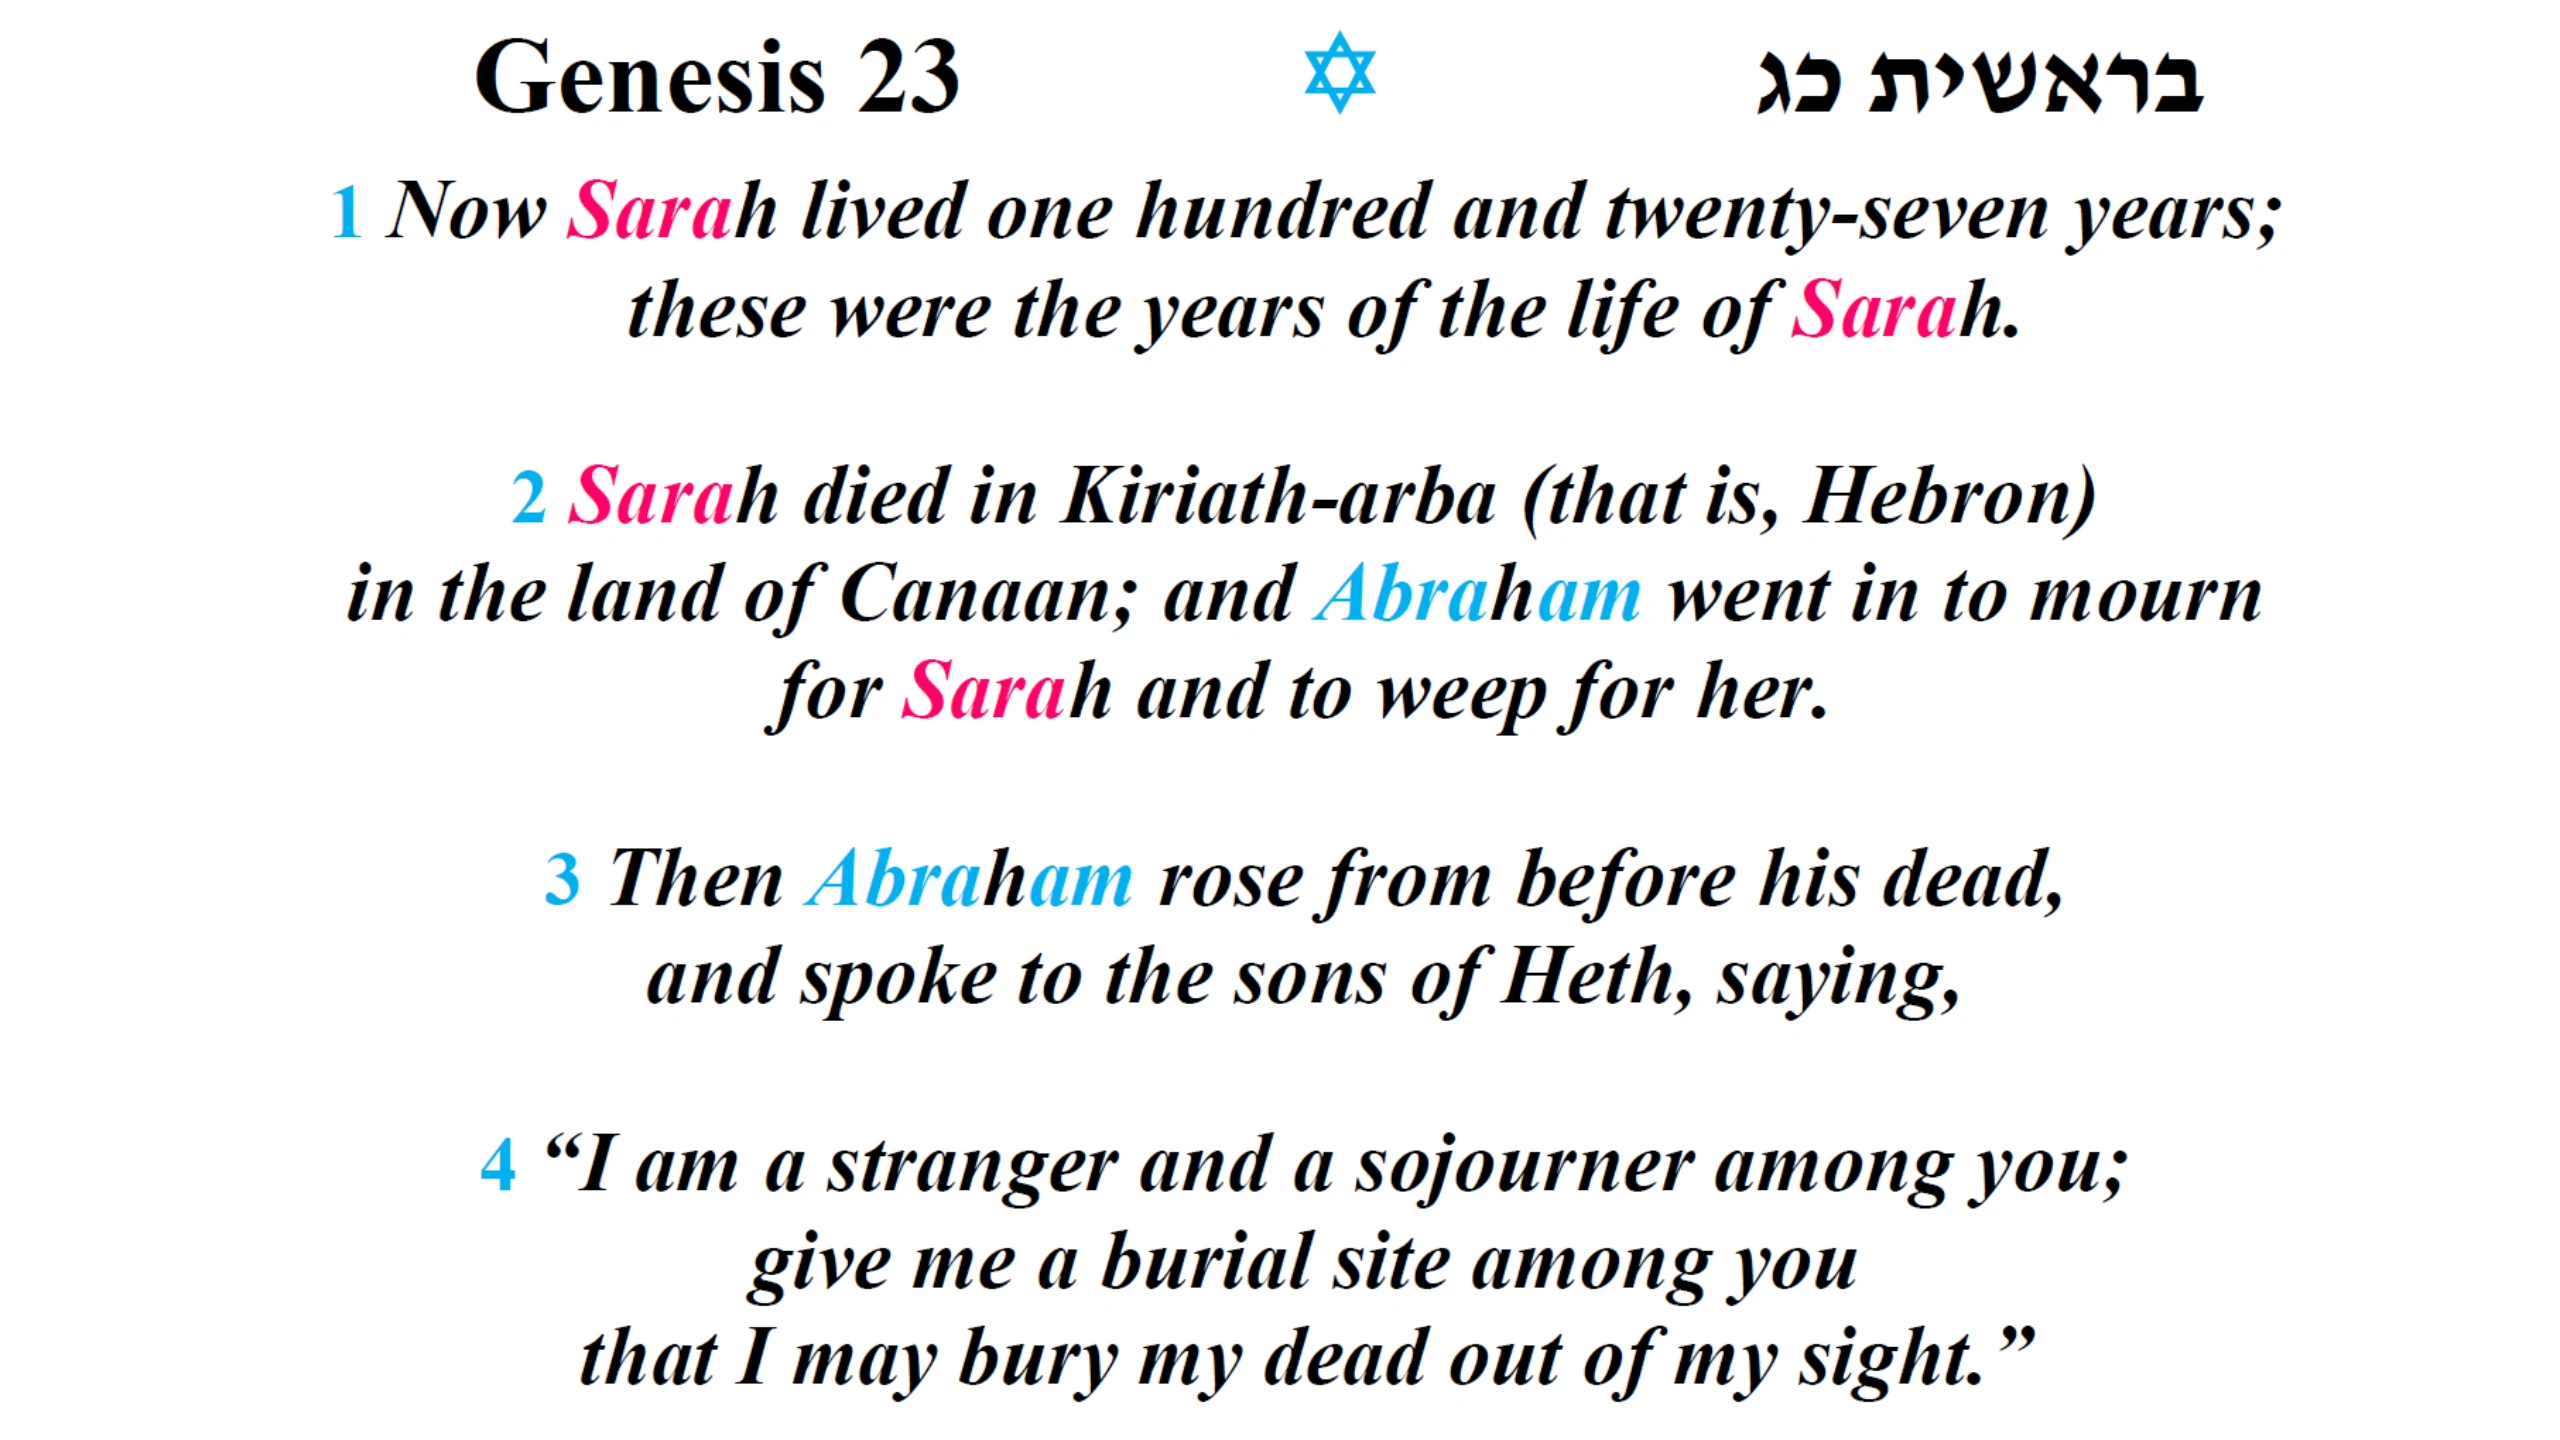 Genesis 23 ✡ בראשית כג
1 Now Sarah lived one hundred and twenty-seven years;
these were the years of the life of Sarah.
2 Sarah died in Kiriath-arba (that is, Hebron)
in the land of Canaan; and Abraham went in to mourn
for Sarah and to weep for her.
3 Then Abraham rose from before his dead,
and spoke to the sons of Heth, saying,
4 “I am a stranger and a sojourner among you;
give me a burial site among you
that I may bury my dead out of my sight.”